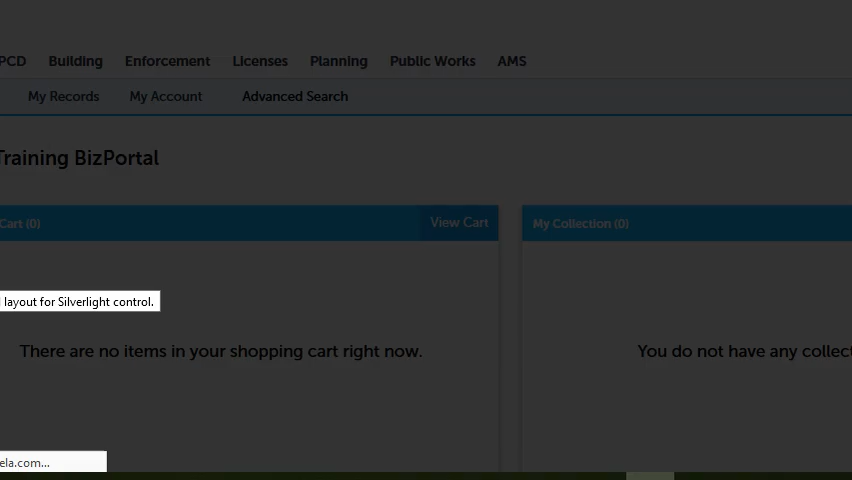 PCD Building Enforcement Licenses Planning Public Works AMS
My Records My Account Advanced Search
Training BizPortal
Cart (0) View Cart My Collection (0)
layout for Silverlight control.
There are no items in your shopping cart right now. You do not have any collect
ela.com...